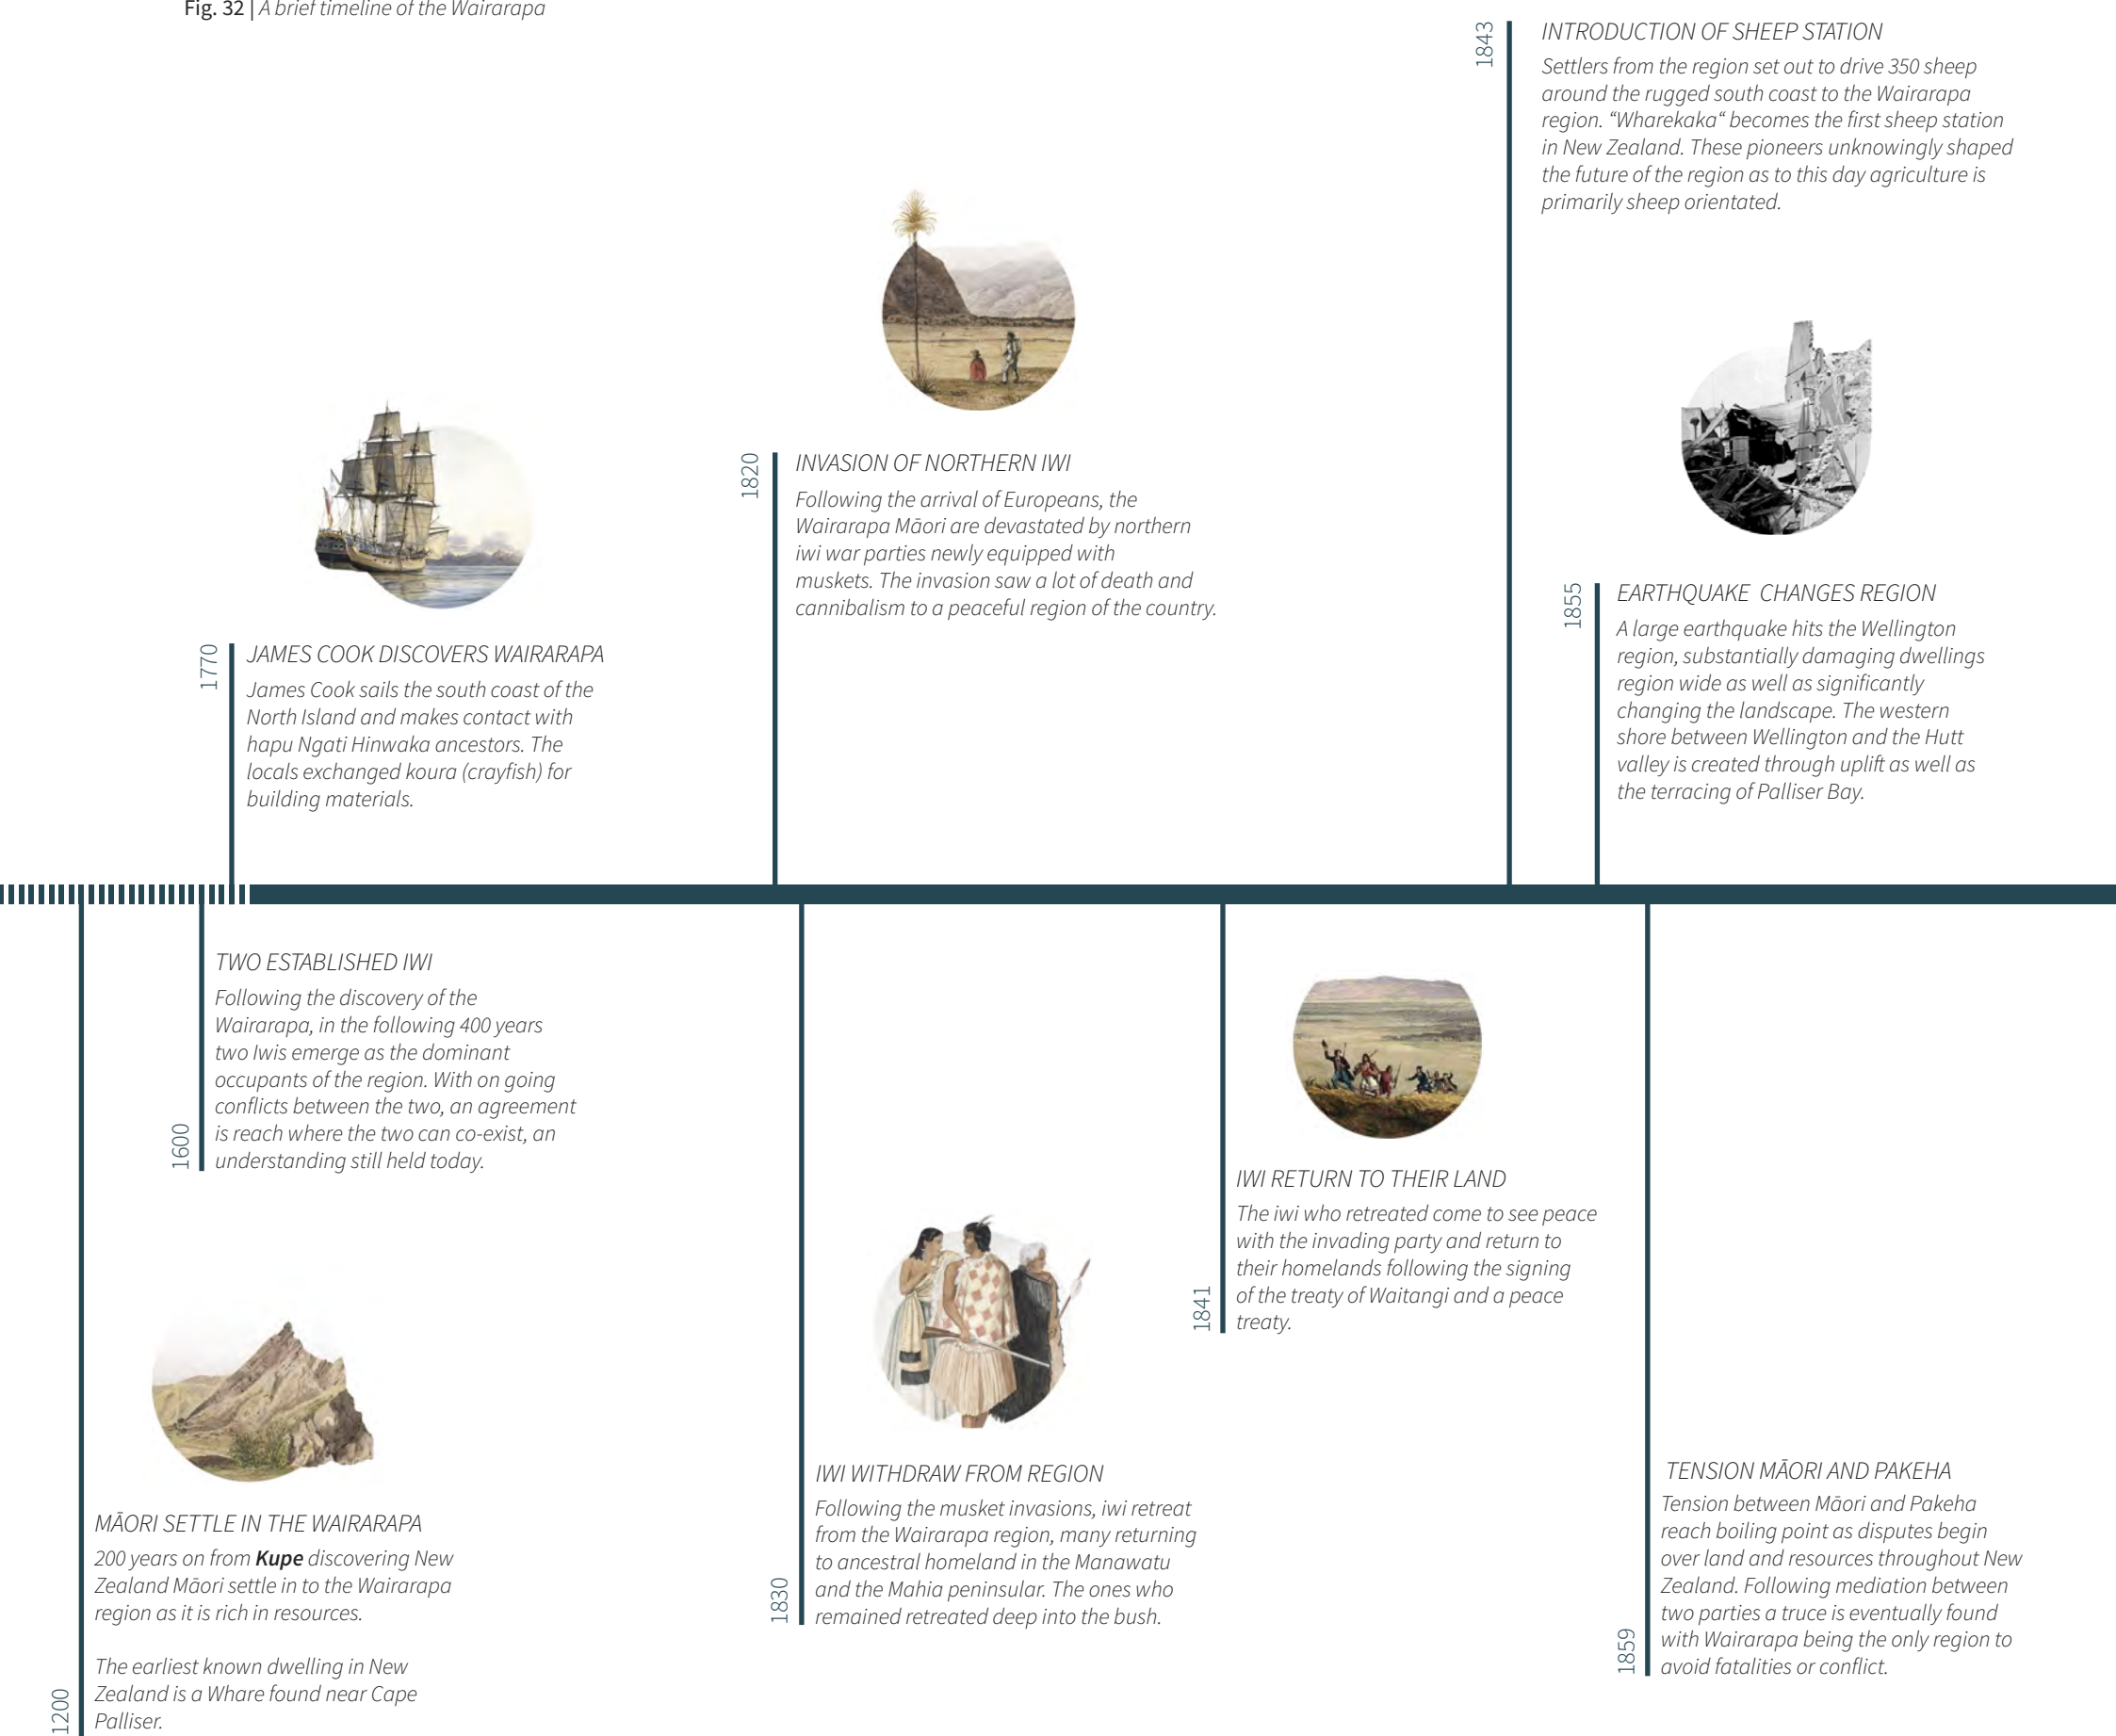 Fig. 32 | A brief timeline of the Wairarapa
1843
INTRODUCTION OF SHEEP STATION
Settlers from the region set out to drive 350 sheep
around the rugged south coast to the Wairarapa
region. “Wharekaka“ becomes the first sheep station
in New Zealand. These pioneers unknowingly shaped
the future of the region as to this day agriculture is
primarily sheep orientated.
1820
INVASION OF NORTHERN IWI
Following the arrival of Europeans, the
Wairarapa Māori are devastated by northern
iwi war parties newly equipped with
muskets. The invasion saw a lot of death and
cannibalism to a peaceful region of the country.
1855
EARTHQUAKE  CHANGES REGION
A large earthquake hits the Wellington
region, substantially damaging dwellings
region wide as well as significantly
changing the landscape. The western
shore between Wellington and the Hutt
valley is created through uplift as well as
the terracing of Palliser Bay.
1770
JAMES COOK DISCOVERS WAIRARAPA
James Cook sails the south coast of the
North Island and makes contact with
hapu Ngati Hinwaka ancestors. The
locals exchanged koura (crayfish) for
building materials.
TWO ESTABLISHED IWI
Following the discovery of the
Wairarapa, in the following 400 years
two Iwis emerge as the dominant
occupants of the region. With on going
conflicts between the two, an agreement
is reach where the two can co-exist, an
understanding still held today.
1600
IWI RETURN TO THEIR LAND
The iwi who retreated come to see peace
with the invading party and return to
their homelands following the signing
of the treaty of Waitangi and a peace
treaty.
1841
IWI WITHDRAW FROM REGION
Following the musket invasions, iwi retreat
from the Wairarapa region, many returning
to ancestral homeland in the Manawatu
and the Mahia peninsular. The ones who
remained retreated deep into the bush.
1830
TENSION MĀORI AND PAKEHA
Tension between Māori and Pakeha
reach boiling point as disputes begin
over land and resources throughout New
Zealand. Following mediation between
two parties a truce is eventually found
with Wairarapa being the only region to
avoid fatalities or conflict.
1859
MĀORI SETTLE IN THE WAIRARAPA
200 years on from Kupe discovering New
Zealand Māori settle in to the Wairarapa
region as it is rich in resources.
The earliest known dwelling in New
Zealand is a Whare found near Cape
Palliser.
1200